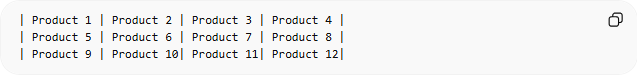 | Product 1 | Product 2 | Product 3 | Product 4 |
| Product 5 | Product 6 | Product 7 | Product 8 |
| Product 9 | Product 10| Product 11| Product 12|